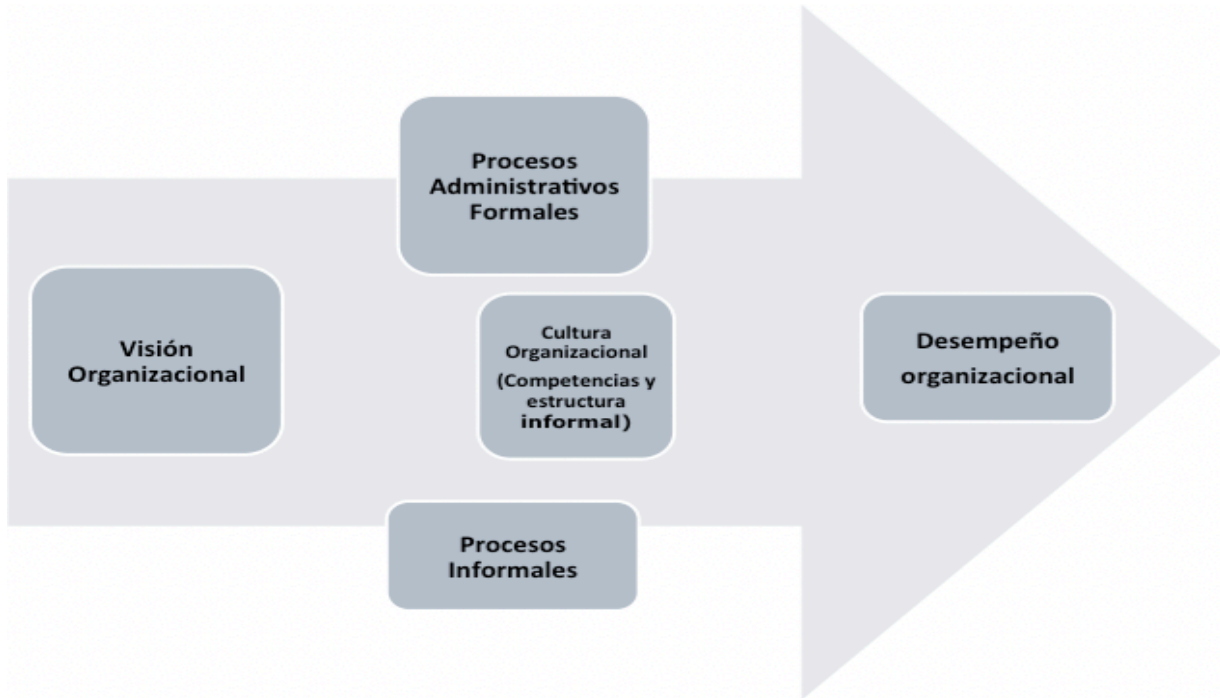 Procesos
Administrativos
Formales
Visión
Organizacional
Cultura
Organizacional
(Competencias y
estructura
informal)
Desempeño
organizacional
Procesos
Informales